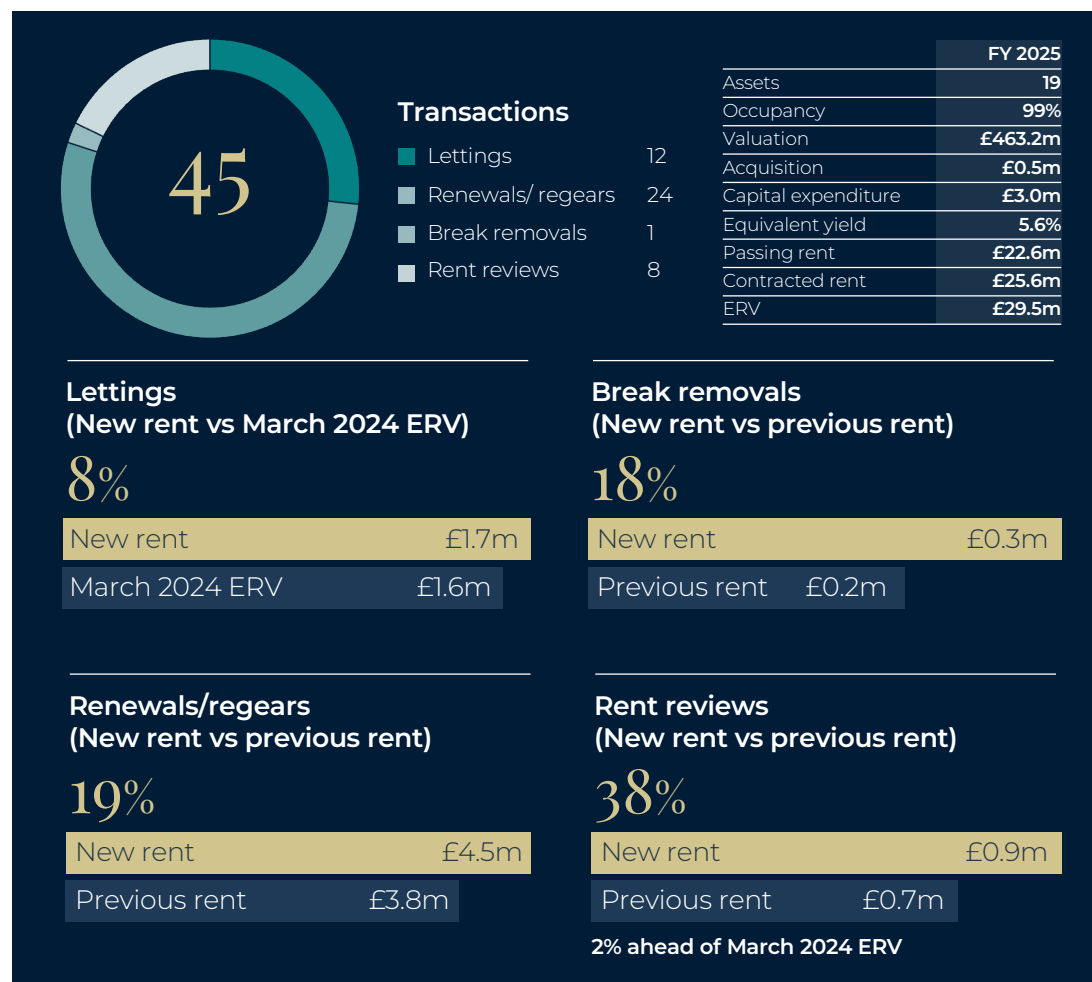 45
Transactions
Lettings 12
Renewals/ regears 24
Break removals 1
Rent reviews 8
FY 2025
Assets 19
Occupancy 99%
Valuation £463.2m
Acquisition £0.5m
Capital expenditure £3.0m
Equivalent yield 5.6%
Passing rent £22.6m
Contracted rent £25.6m
ERV £29.5m
Lettings
(New rent vs March 2024 ERV)
8%
New rent £1.7m
March 2024 ERV £1.6m
Break removals
(New rent vs previous rent)
18%
New rent £0.3m
Previous rent £0.2m
Renewals/regears
(New rent vs previous rent)
19%
New rent £4.5m
Previous rent £3.8m
Rent reviews
(New rent vs previous rent)
38%
New rent £0.9m
Previous rent £0.7m
2% ahead of March 2024 ERV